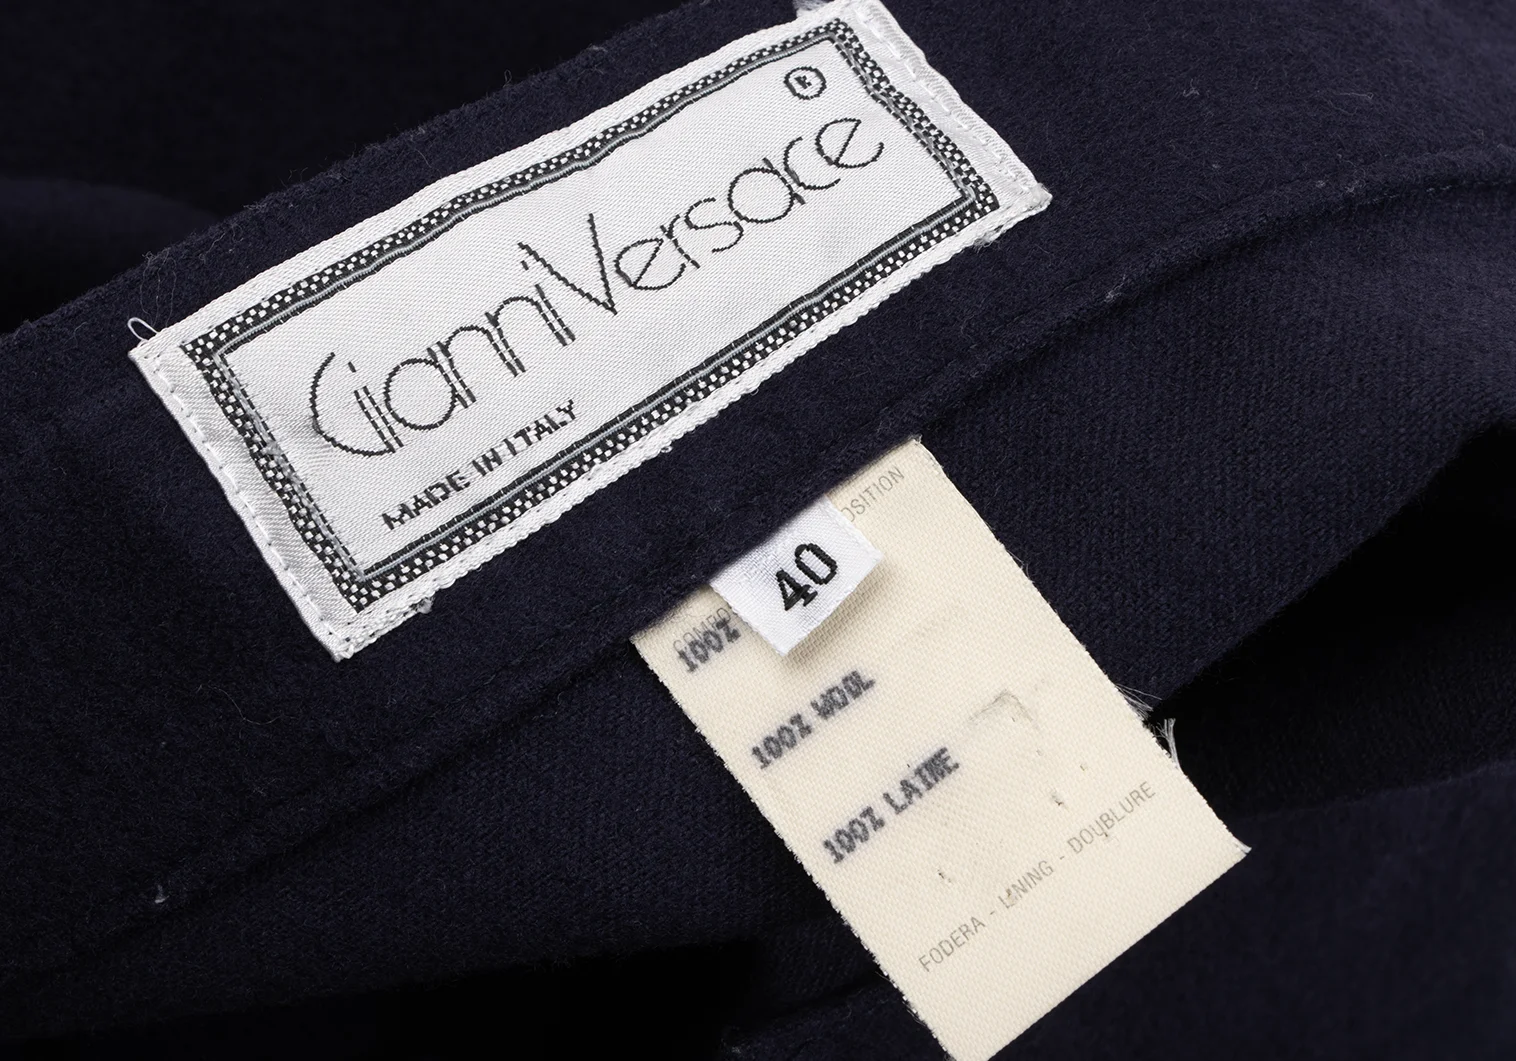 ®
Gianni Versace
MADE IN ITALY
40
100%
100% WOOL
100% LAINE
FODERA - LINING - DOUBLURE